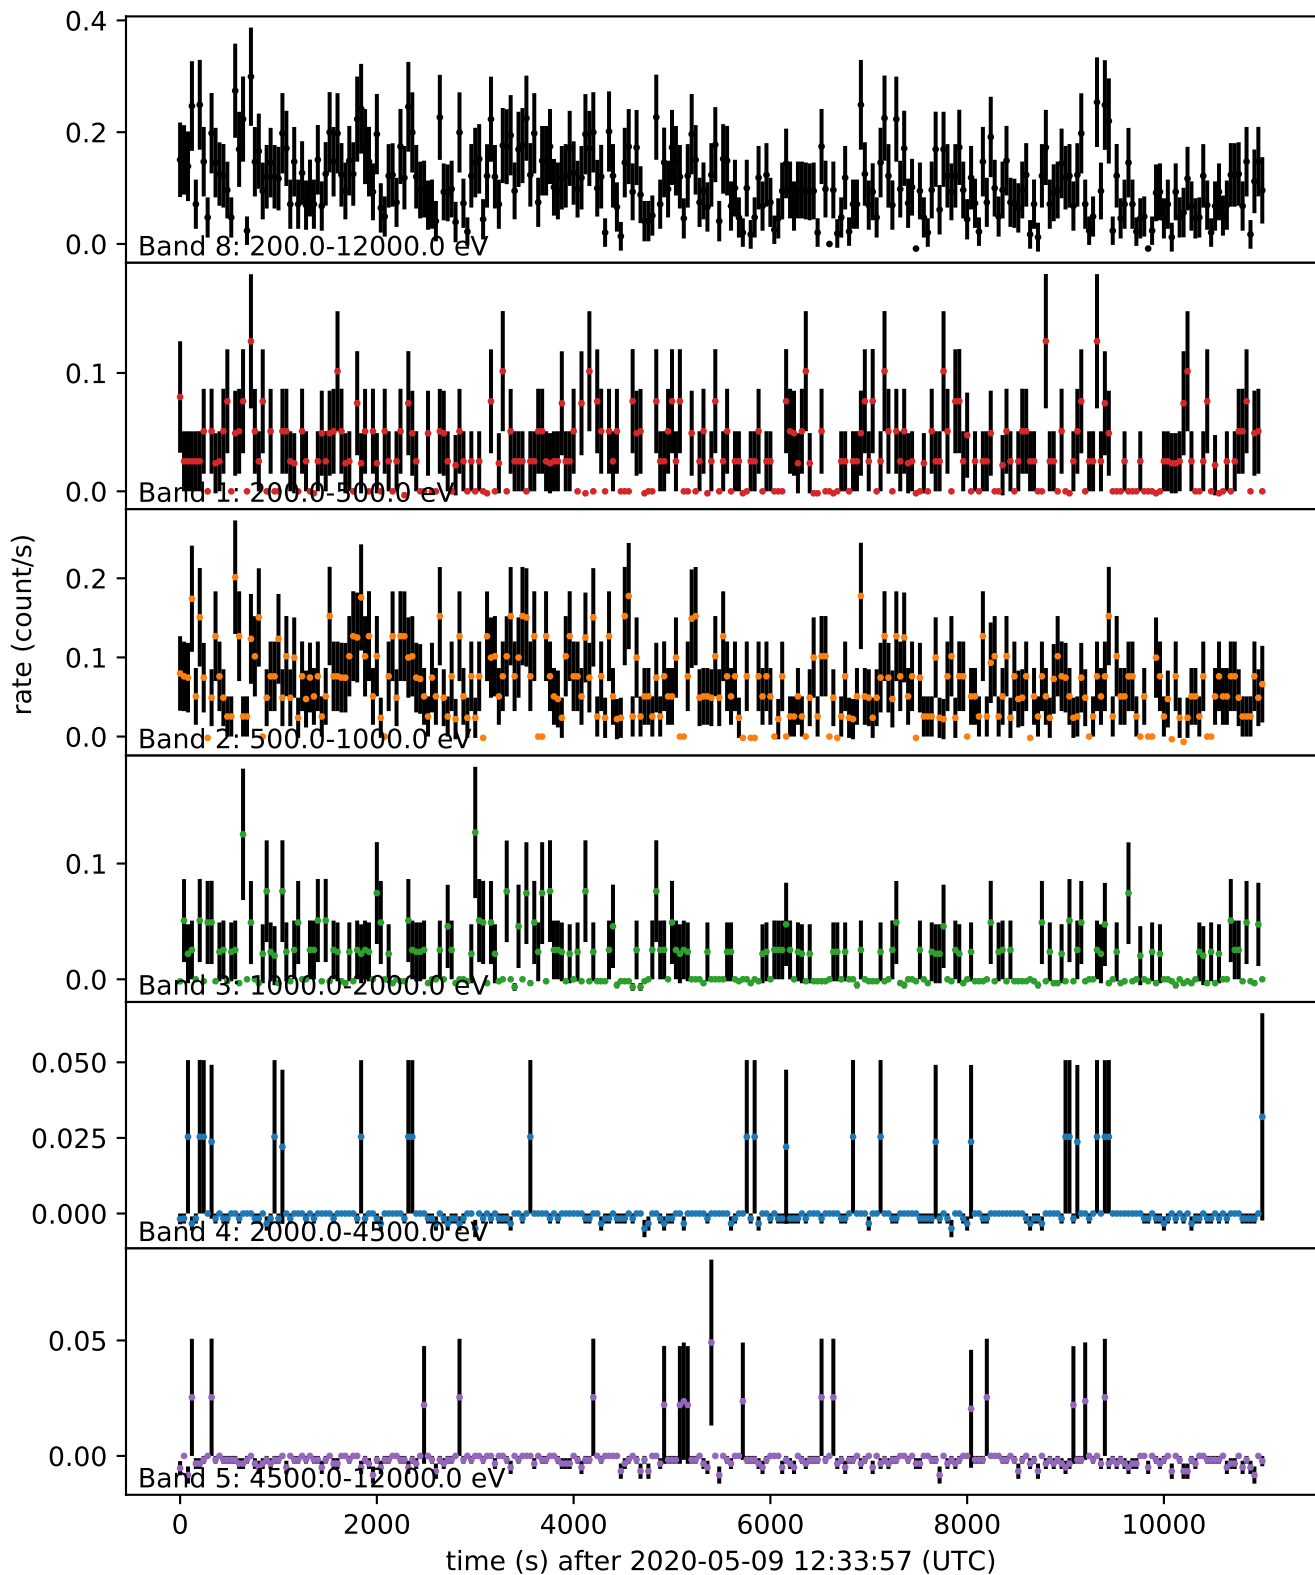 0.4
0.2
0.0
Band 8: 200.0-12000.0 eV
0.1
0.0
Band 1: 200.0-500.0 eV
rate (count/s)
0.2
0.1
0.0
Band 2: 500.0-1000.0 eV
0.1
0.0
Band 3: 1000.0-2000.0 eV
0.050
0.025
0.000
Band 4: 2000.0-4500.0 eV
0.05
0.00
Band 5: 4500.0-12000.0 eV
0 2000 4000 6000 8000 10000
time (s) after 2020-05-09 12:33:57 (UTC)